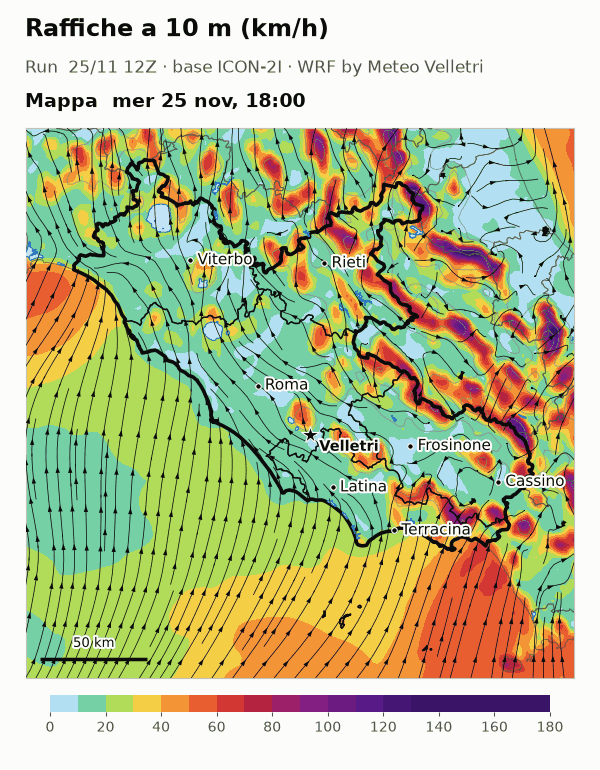 Raffiche a 10 m (km/h)
Run 25/11 12Z · base ICON-2I · WRF by Meteo Velletri
Mappa mer 25 nov, 18:00
Viterbo
Rieti
Roma
Velletri
Frosinone
Cassino
Latina
Terracina
50 km
0 20 40 60 80 100 120 140 160 180